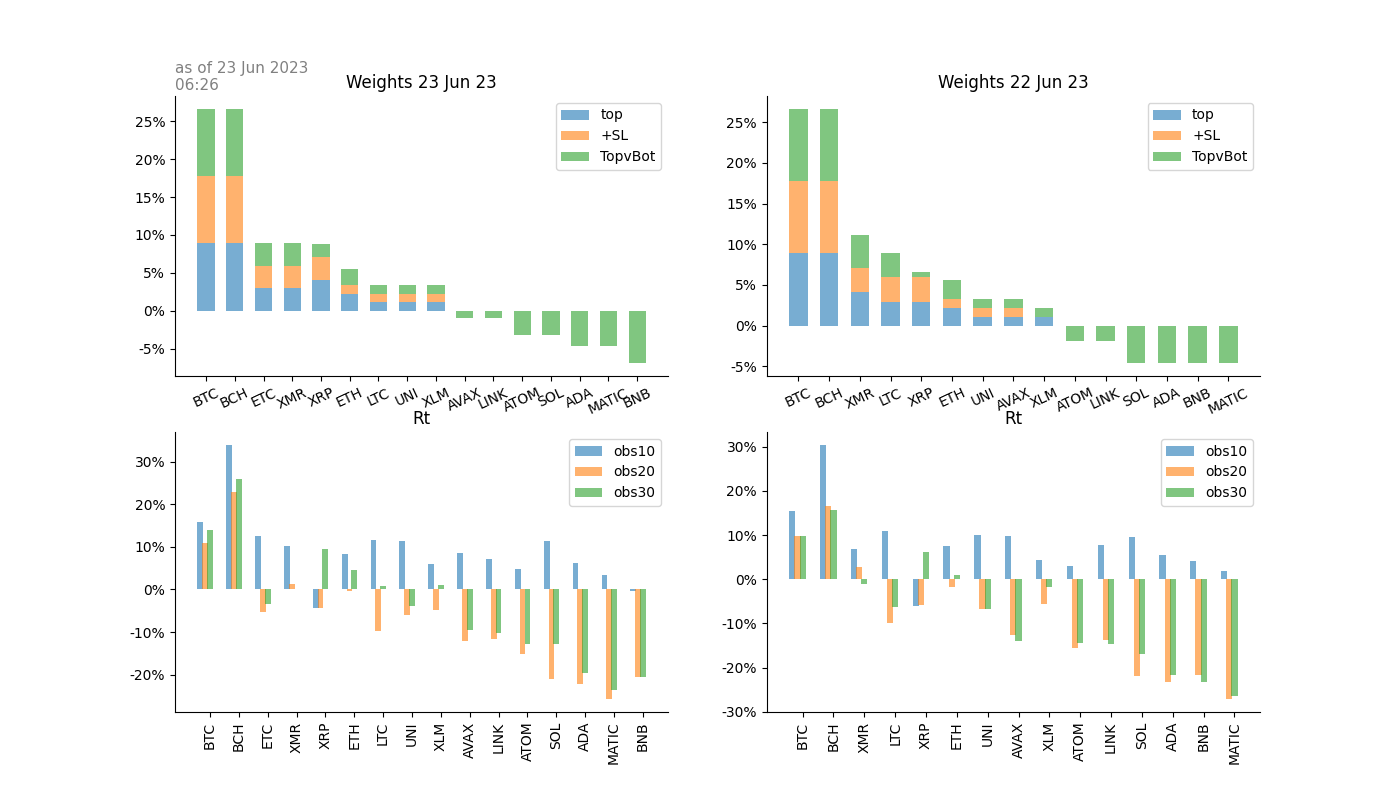 as of 23 Jun 2023
06:26
Weights 23 Jun 23
25%
20%
15%
10%
5%
0%
-5%
top
+SL
TopvBot
BTC BCH ETC XMR XRP ETH LTC UNI XLM AVAX LINK ATOM SOL ADA MATIC BNB
Weights 22 Jun 23
25%
20%
15%
10%
5%
0%
-5%
top
+SL
TopvBot
BTC BCH XMR LTC XRP ETH UNI AVAX XLM ATOM LINK SOL ADA BNB MATIC
Rt
30%
20%
10%
0%
-10%
-20%
obs10
obs20
obs30
BTC BCH ETC XMR XRP ETH LTC UNI XLM AVAX LINK ATOM SOL ADA MATIC BNB
Rt
30%
20%
10%
0%
-10%
-20%
-30%
obs10
obs20
obs30
BTC BCH XMR LTC XRP ETH UNI AVAX XLM ATOM LINK SOL ADA BNB MATIC